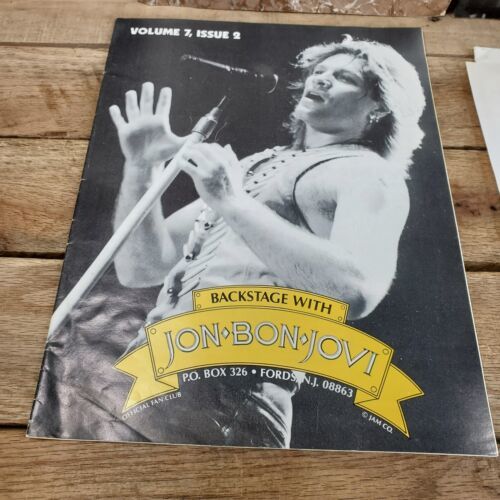 VOLUME 7, ISSUE 2
BACKSTAGE WITH
JON•BON•JOVI
P.O. BOX 326 • FORDS, N.J. 08863
OFFICIAL FAN CLUB
© JAM CO.